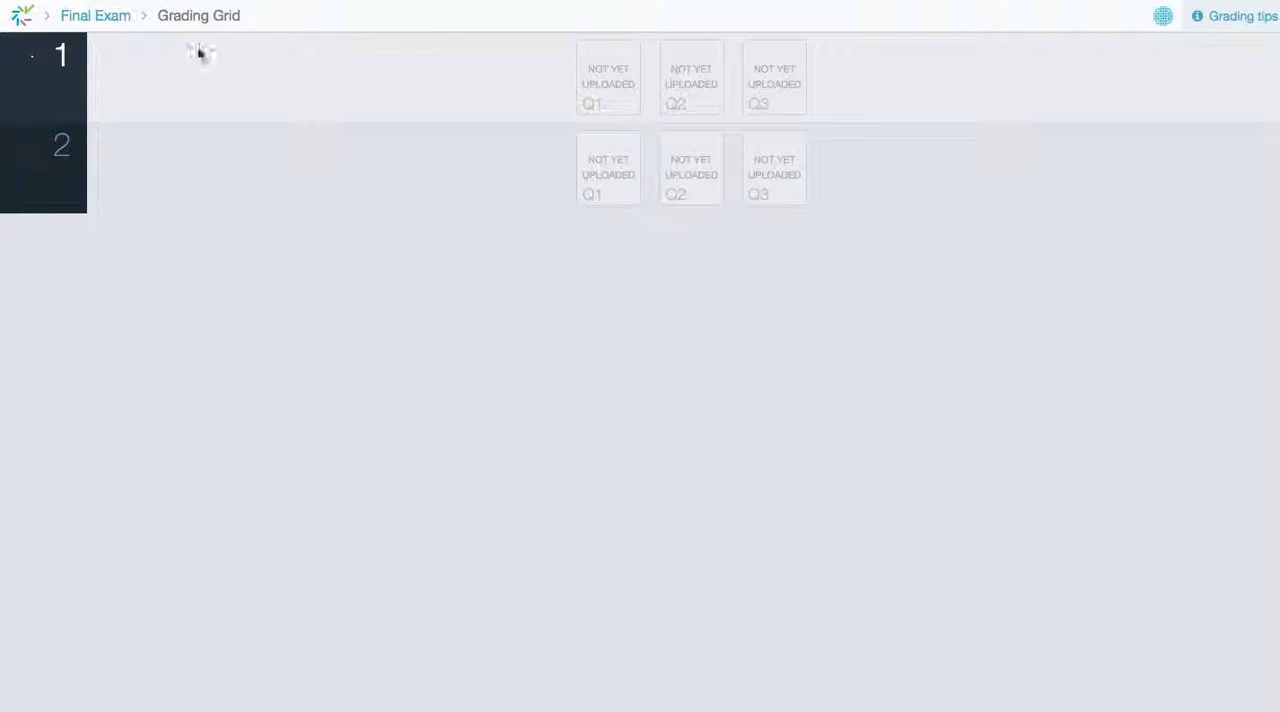 Final Exam > Grading Grid
Grading tips
1
NOT YET UPLOADED Q1
NOT YET UPLOADED Q2
NOT YET UPLOADED Q3
2
NOT YET UPLOADED Q1
NOT YET UPLOADED Q2
NOT YET UPLOADED Q3